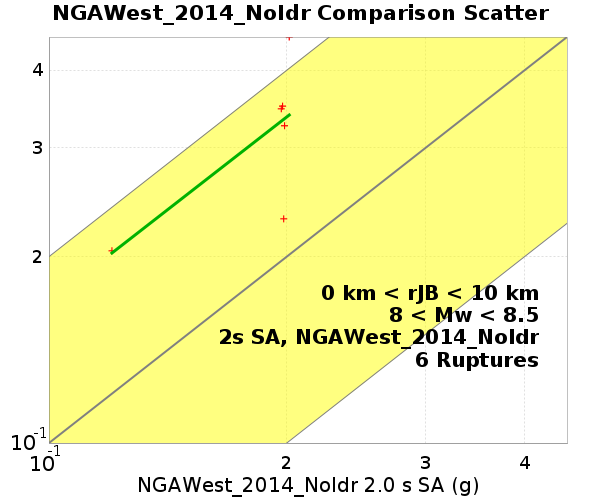 NGAWest_2014_NoIdr Comparison Scatter
4
3
2
10-1
0 km < rJB < 10 km
8 < Mw < 8.5
2s SA, NGAWest_2014_NoIdr
6 Ruptures
10-1 2 3 4
NGAWest_2014_NoIdr 2.0 s SA (g)